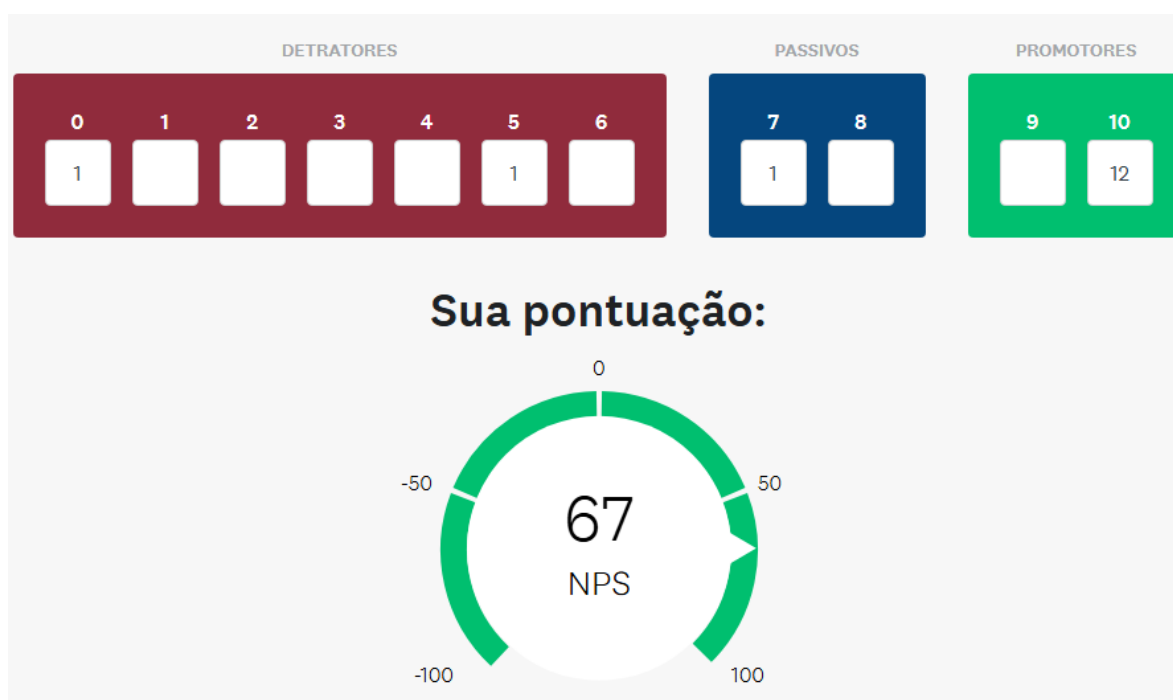 DETRATORES PASSIVOS PROMOTORES
0 1 2 3 4 5 6 7 8 9 10
1 1 1 12
Sua pontuação:
0
-50 50
67
NPS
-100 100